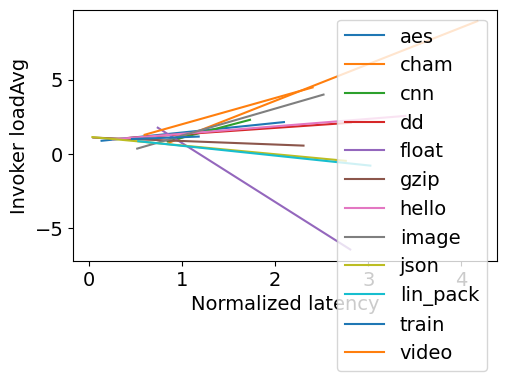 Invoker loadAvg
5
0
−5
0
1
2
3
4
Normalized latency
aes
cham
cnn
dd
float
gzip
hello
image
json
lin_pack
train
video